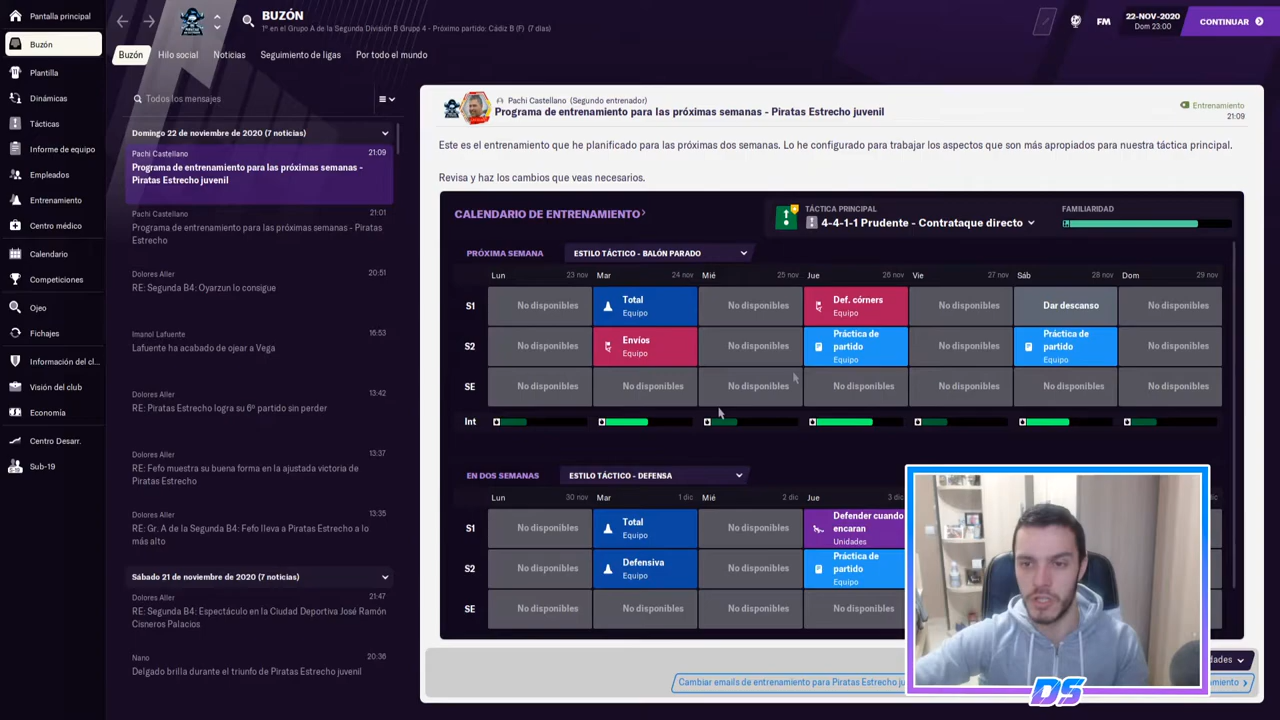 Pantalla principal
BUZÓN
1º en el Grupo A de la Segunda División B Grupo 4 - Próximo partido: Cádiz B (F) (7 días)
FM
22-NOV-2020
Dom 23:00
CONTINUAR
Buzón
Plantilla
Dinámicas
Tácticas
Informe de equipo
Empleados
Entrenamiento
Centro médico
Calendario
Competiciones
Ojeo
Fichajes
Información del cl...
Visión del club
Economía
Centro Desarr.
Sub-19
Buzón
Hilo social
Noticias
Seguimiento de ligas
Por todo el mundo
Todos los mensajes
Domingo 22 de noviembre de 2020 (7 noticias)
Pachi Castellano
21:09
Programa de entrenamiento para las próximas semanas -
Piratas Estrecho juvenil
Pachi Castellano
21:01
Programa de entrenamiento para las próximas semanas - Piratas
Estrecho
Dolores Aller
20:51
RE: Segunda B4: Oyarzun lo consigue
Imanol Lafuente
16:53
Lafuente ha acabado de ojear a Vega
Dolores Aller
13:42
RE: Piratas Estrecho logra su 6º partido sin perder
Dolores Aller
13:37
RE: Fefo muestra su buena forma en la ajustada victoria de
Piratas Estrecho
Dolores Aller
13:35
RE: Gr. A de la Segunda B4: Fefo lleva a Piratas Estrecho a lo
más alto
Sábado 21 de noviembre de 2020 (7 noticias)
Dolores Aller
21:47
RE: Segunda B4: Espectáculo en la Ciudad Deportiva José Ramón
Cisneros Palacios
Nano
20:36
Delgado brilla durante el triunfo de Piratas Estrecho juvenil
Pachi Castellano (Segundo entrenador)
Programa de entrenamiento para las próximas semanas - Piratas Estrecho juvenil
Entrenamiento
21:09
Este es el entrenamiento que he planificado para las próximas dos semanas. Lo he configurado para trabajar los aspectos que son más apropiados para nuestra táctica principal.
Revisa y haz los cambios que veas necesarios.
CALENDARIO DE ENTRENAMIENTO
TÁCTICA PRINCIPAL
4-4-1-1 Prudente - Contrataque directo
FAMILIARIDAD
PRÓXIMA SEMANA
ESTILO TÁCTICO - BALÓN PARADO
Lun 23 nov Mar 24 nov Mié 25 nov Jue 26 nov Vie 27 nov Sáb 28 nov Dom 29 nov
S1
No disponibles
Total
Equipo
No disponibles
Def. córners
Equipo
No disponibles
Dar descanso
No disponibles
S2
No disponibles
Envíos
Equipo
No disponibles
Práctica de
partido
Equipo
No disponibles
Práctica de
partido
Equipo
No disponibles
SE
No disponibles No disponibles No disponibles No disponibles No disponibles No disponibles No disponibles
Int
EN DOS SEMANAS
ESTILO TÁCTICO - DEFENSA
Lun 30 nov Mar 1 dic Mié 2 dic Jue 3 di
S1
No disponibles
Total
Equipo
No disponibles
Defender cuando
encaran
Unidades
S2
No disponibles
Defensiva
Equipo
No disponibles
Práctica de
partido
Equipo
SE
No disponibles No disponibles No disponibles No disponibles
dades
Cambiar emails de entrenamiento para Piratas Estrecho ju
amiento
DS